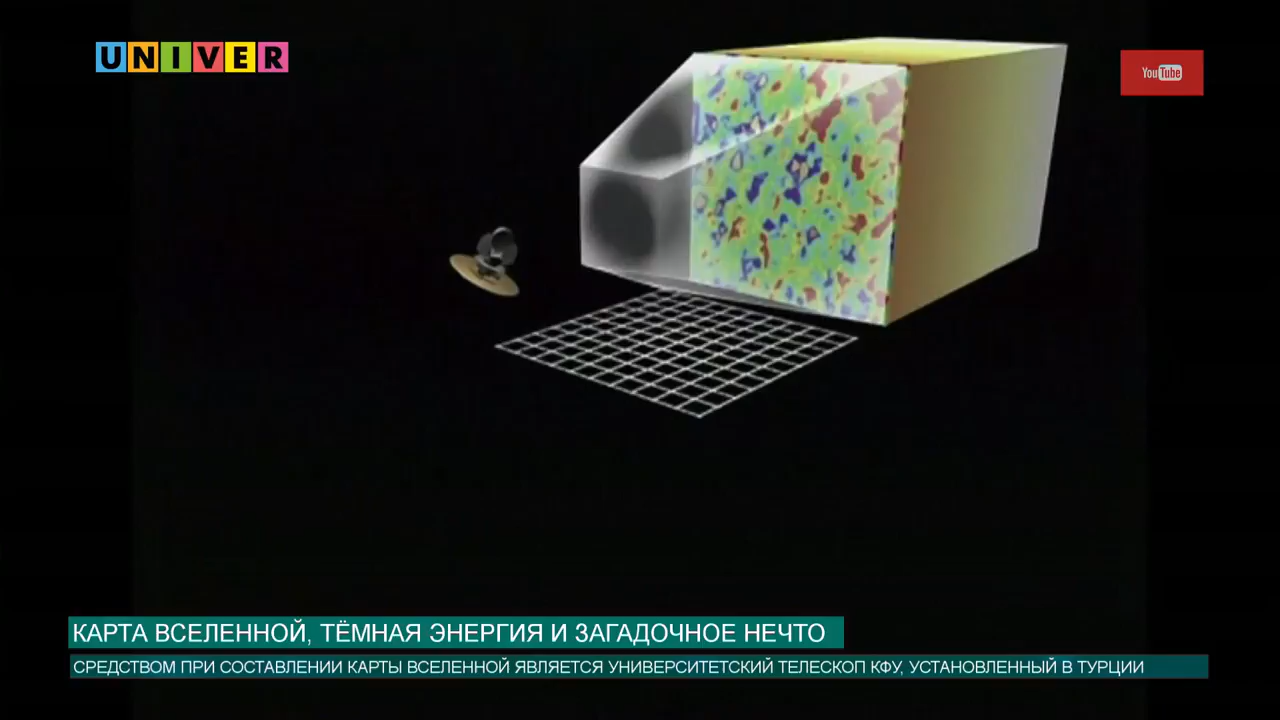 UNIVER
YouTube
КАРТА ВСЕЛЕННОЙ, ТЁМНАЯ ЭНЕРГИЯ И ЗАГАДОЧНОЕ НЕЧТО
СРЕДСТВОМ ПРИ СОСТАВЛЕНИИ КАРТЫ ВСЕЛЕННОЙ ЯВЛЯЕТСЯ УНИВЕРСИТЕТСКИЙ ТЕЛЕСКОП КФУ, УСТАНОВЛЕННЫЙ В ТУРЦИИ